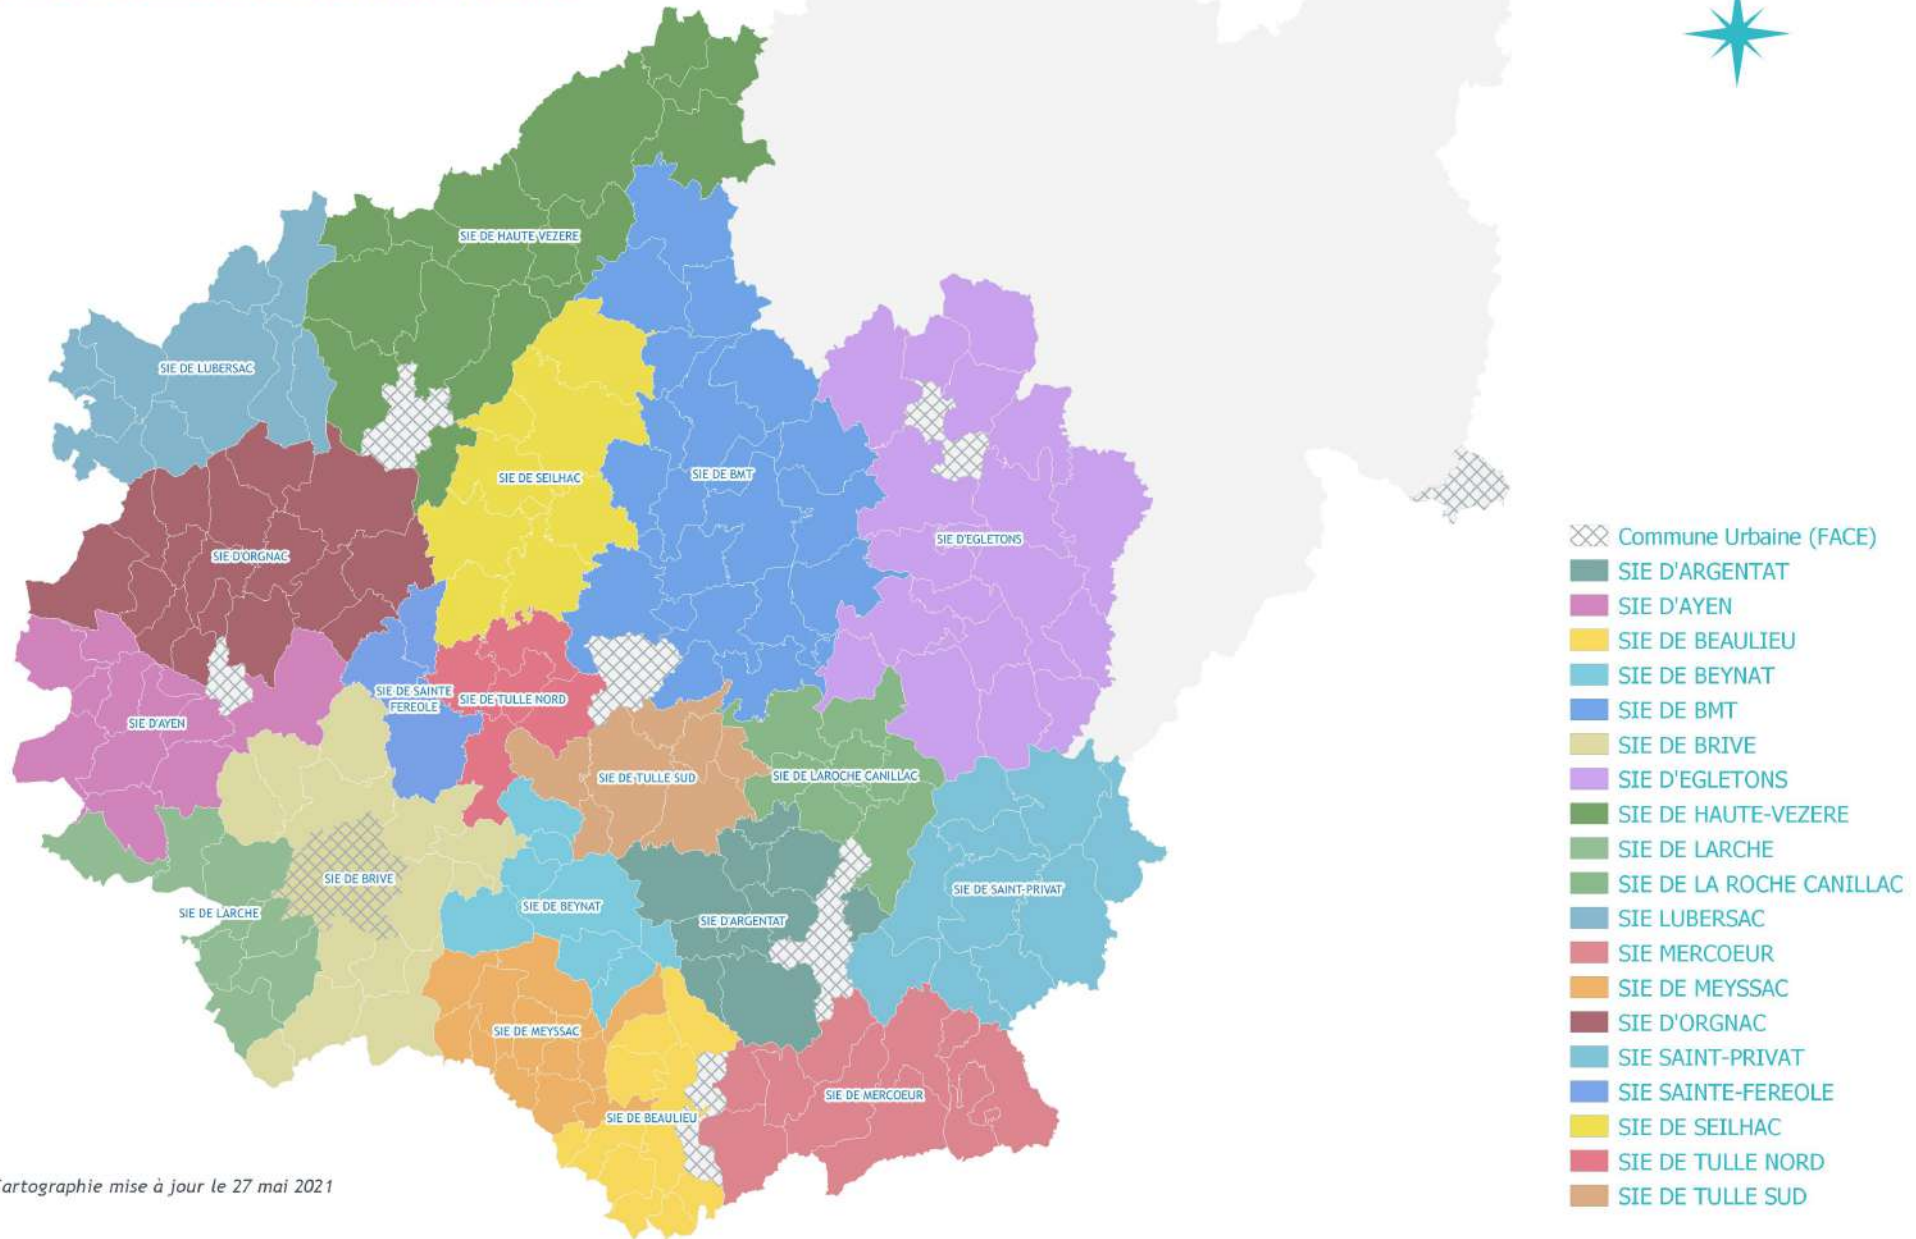 SIE DE HAUTE VEZERE
SIE DE LUBERSAC
SIE DE SEILHAC
SIE DE BMT
SIE D'EGLETONS
SIE D'ORGNAC
SIE DE SAINTE
FEREOLE
SIE DE TULLE NORD
SIE D'AYEN
SIE DE TULLE SUD
SIE DE LAROCHE CANILLAC
SIE DE BRIVE
SIE DE SAINT-PRIVAT
SIE DE BEYNAT
SIE DE LARCHE
SIE D'ARGENTAT
SIE DE MEYSSAC
SIE DE MERCOEUR
SIE DE BEAULIEU
artographie mise à jour le 27 mai 2021
Commune Urbaine (FACE)
SIE D'ARGENTAT
SIE D'AYEN
SIE DE BEAULIEU
SIE DE BEYNAT
SIE DE BMT
SIE DE BRIVE
SIE D'EGLETONS
SIE DE HAUTE-VEZERE
SIE DE LARCHE
SIE DE LA ROCHE CANILLAC
SIE LUBERSAC
SIE MERCOEUR
SIE DE MEYSSAC
SIE D'ORGNAC
SIE SAINT-PRIVAT
SIE SAINTE-FEREOLE
SIE DE SEILHAC
SIE DE TULLE NORD
SIE DE TULLE SUD